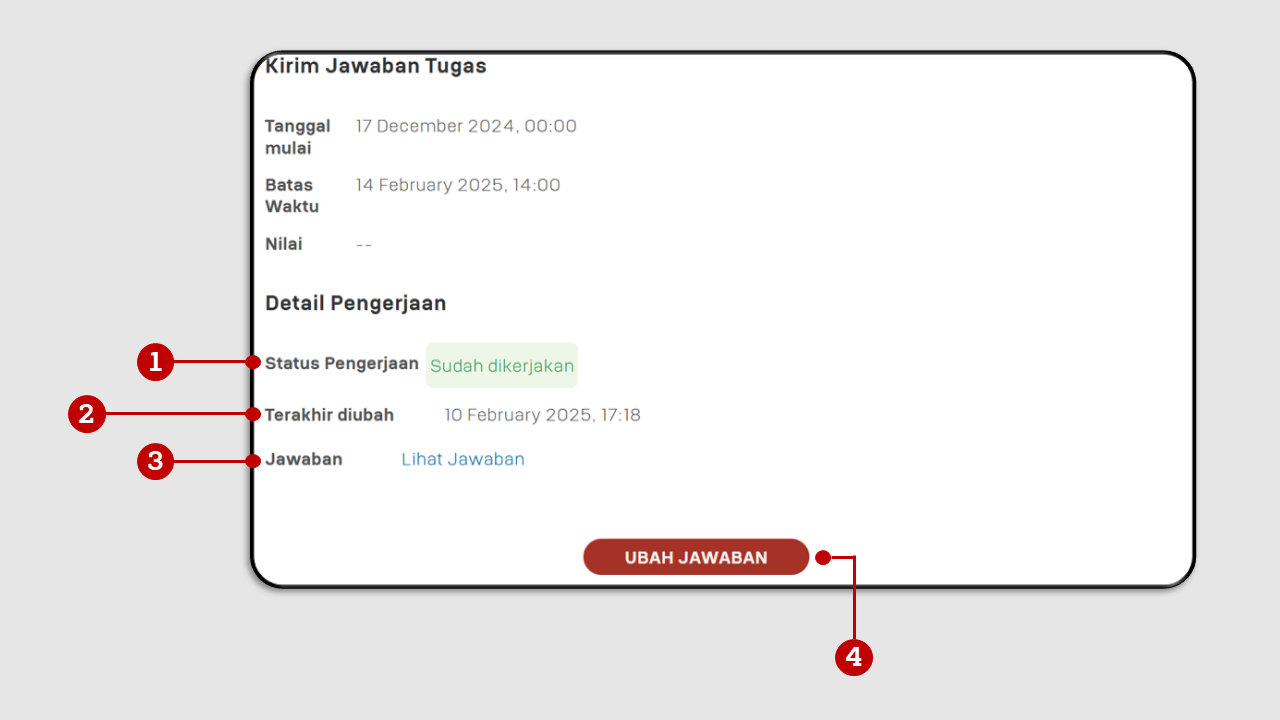 Kirim Jawaban Tugas
Tanggal mulai 17 December 2024, 00:00
Batas Waktu 14 February 2025, 14:00
Nilai --
Detail Pengerjaan
1 Status Pengerjaan Sudah dikerjakan
2 Terakhir diubah 10 February 2025, 17:18
3 Jawaban Lihat Jawaban
UBAH JAWABAN
4